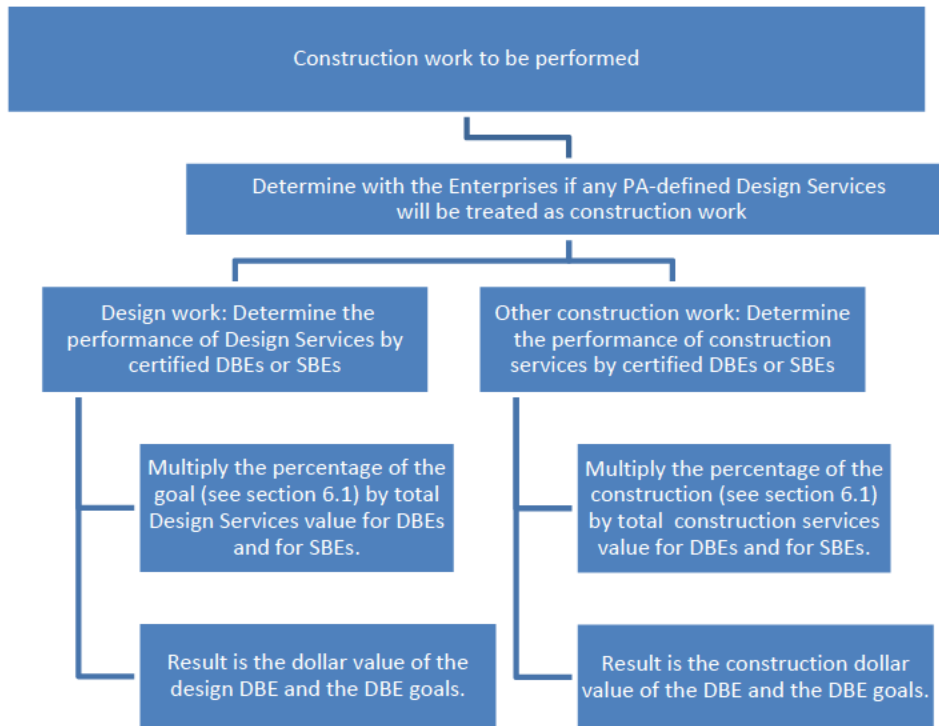 Construction work to be performed
Determine with the Enterprises if any PA-defined Design Services
will be treated as construction work
Design work: Determine the
performance of Design Services by
certified DBEs or SBEs
Multiply the percentage of the
goal (see section 6.1) by total
Design Services value for DBEs
and for SBEs.
Result is the dollar value of the
design DBE and the DBE goals.
Other construction work: Determine
the performance of construction
services by certified DBEs or SBEs
Multiply the percentage of the
construction (see section 6.1)
by total construction services
value for DBEs and for SBEs.
Result is the construction dollar
value of the DBE and the DBE goals.